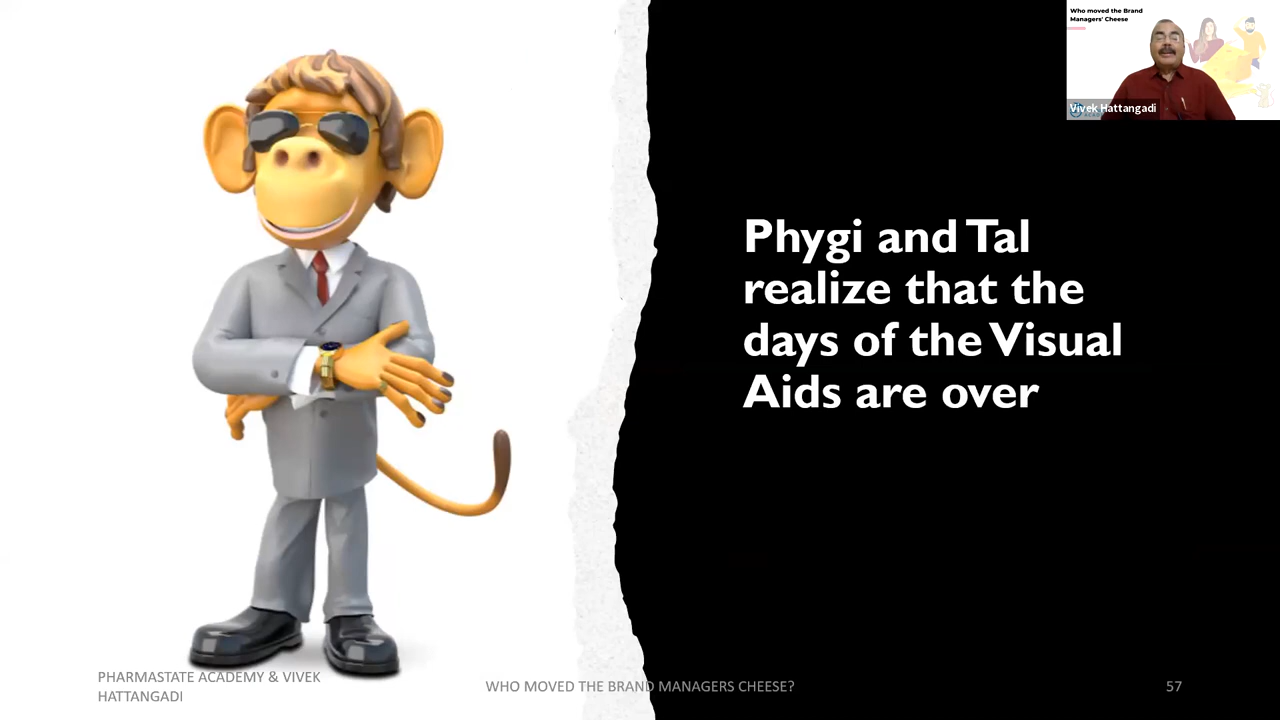 Who moved the Brand
Managers' Cheese
Vivek Hattangadi
Phygi and Tal
realize that the
days of the Visual
Aids are over
PHARMASTATE ACADEMY & VIVEK
HATTANGADI
WHO MOVED THE BRAND MANAGERS CHEESE?
57